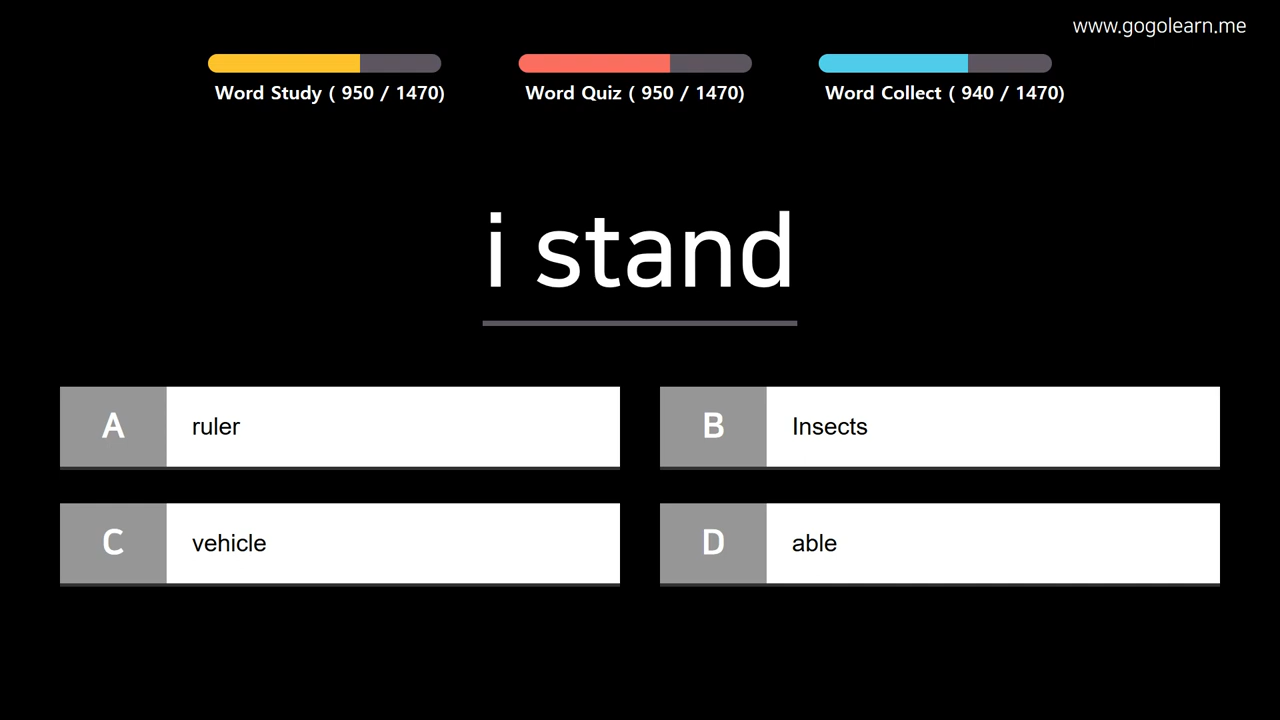 www.gogolearn.me
Word Study ( 950 / 1470)
Word Quiz ( 950 / 1470)
Word Collect ( 940 / 1470)
i stand
A ruler
B Insects
C vehicle
D able